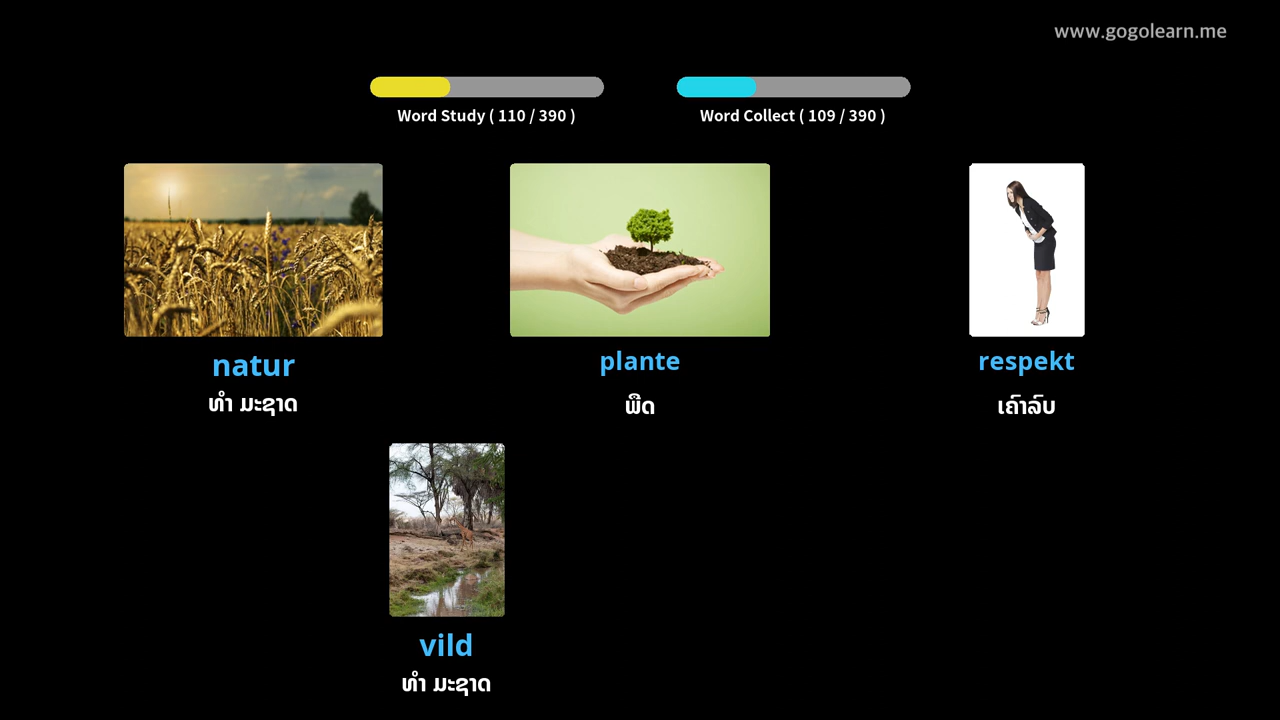 www.gogolearn.me
Word Study ( 110 / 390 )
Word Collect ( 109 / 390 )
natur
ທຳ ມະຊາດ
plante
ພືດ
respekt
ເຄົາລົບ
vild
ທຳ ມະຊາດ